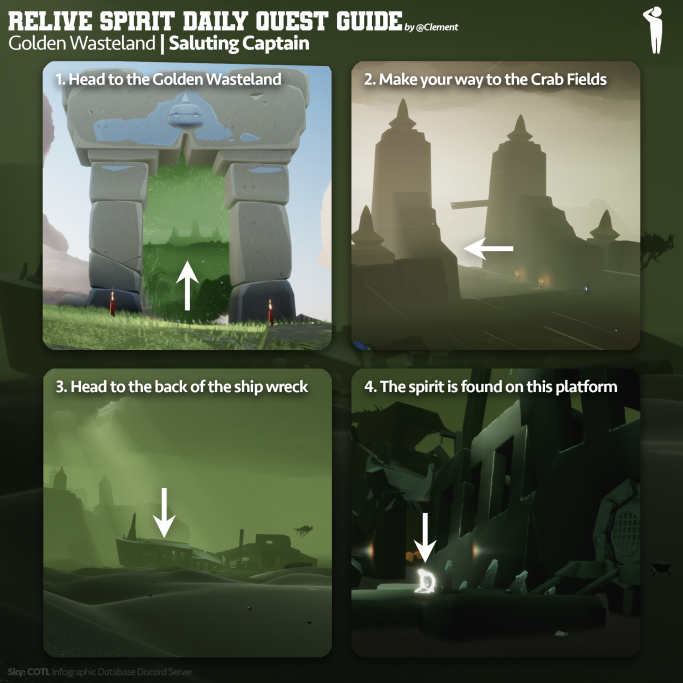 RELIVE SPIRIT DAILY QUEST GUIDE by @Clement
Golden Wasteland | Saluting Captain
1. Head to the Golden Wasteland
2. Make your way to the Crab Fields
3. Head to the back of the ship wreck
4. The spirit is found on this platform
Sky: COTL Infographic Database Discord Server